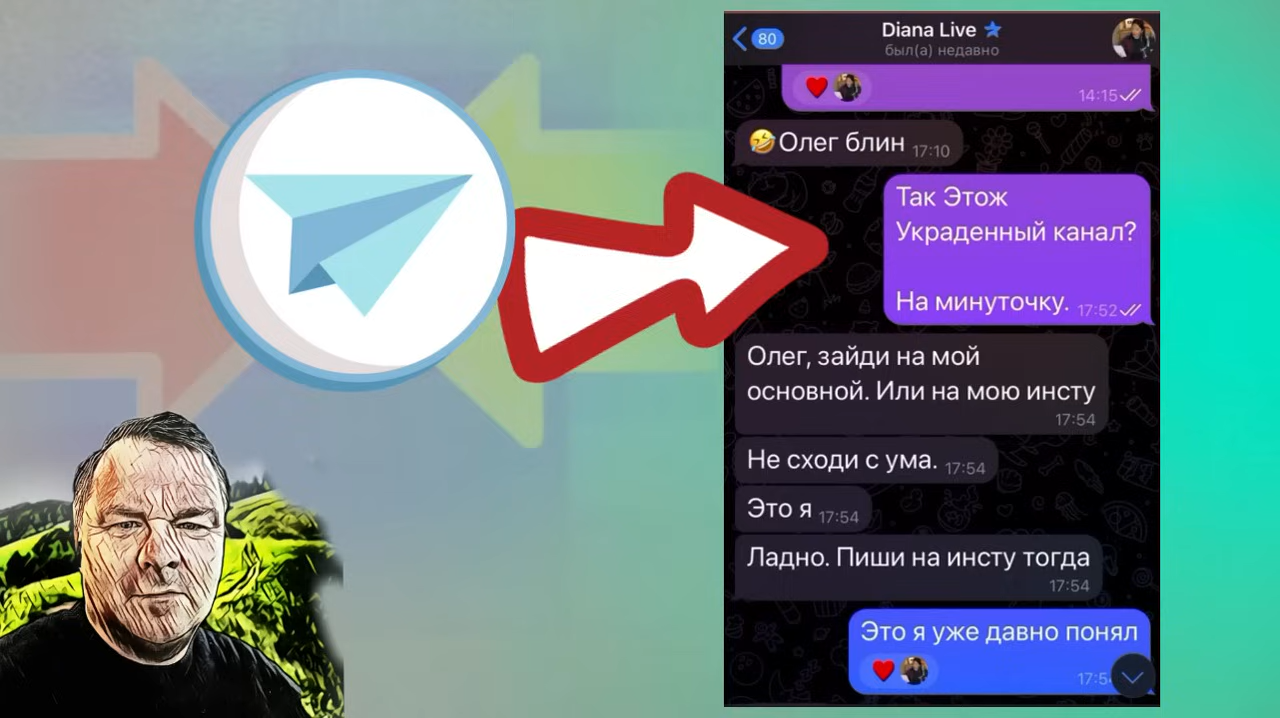 80
Diana Live
был(а) недавно
14:15
Олег блин 17:10
Так Этож
Украденный канал?
На минуточку. 17:52
Олег, зайди на мой
основной. Или на мою инсту
17:54
Не сходи с ума. 17:54
Это я 17:54
Ладно. Пиши на инсту тогда
17:54
Это я уже давно понял